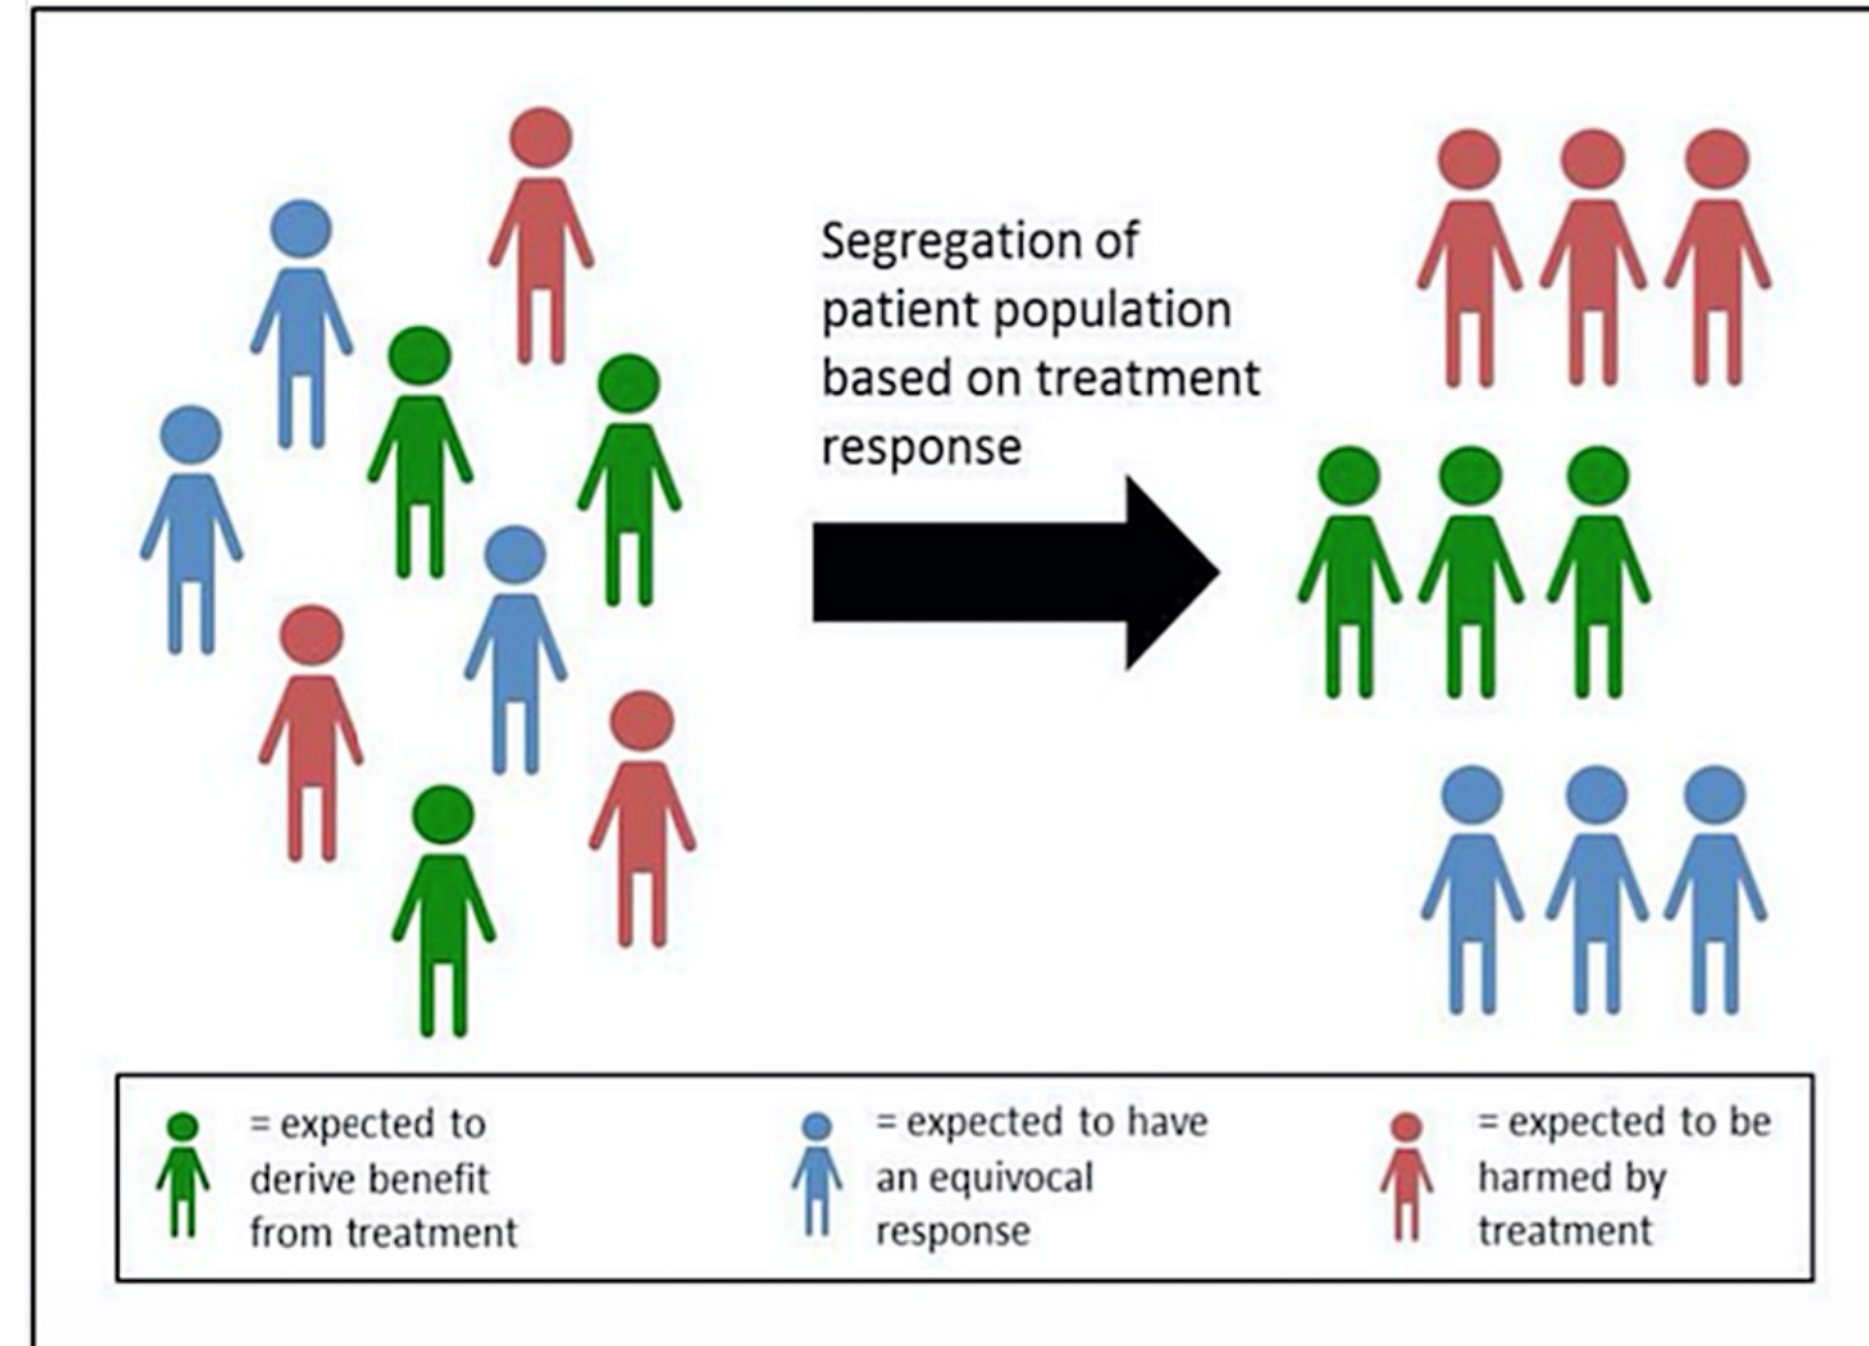 Segregation of
patient population
based on treatment
response
= expected to
derive benefit
from treatment
= expected to have
an equivocal
response
= expected to be
harmed by
treatment